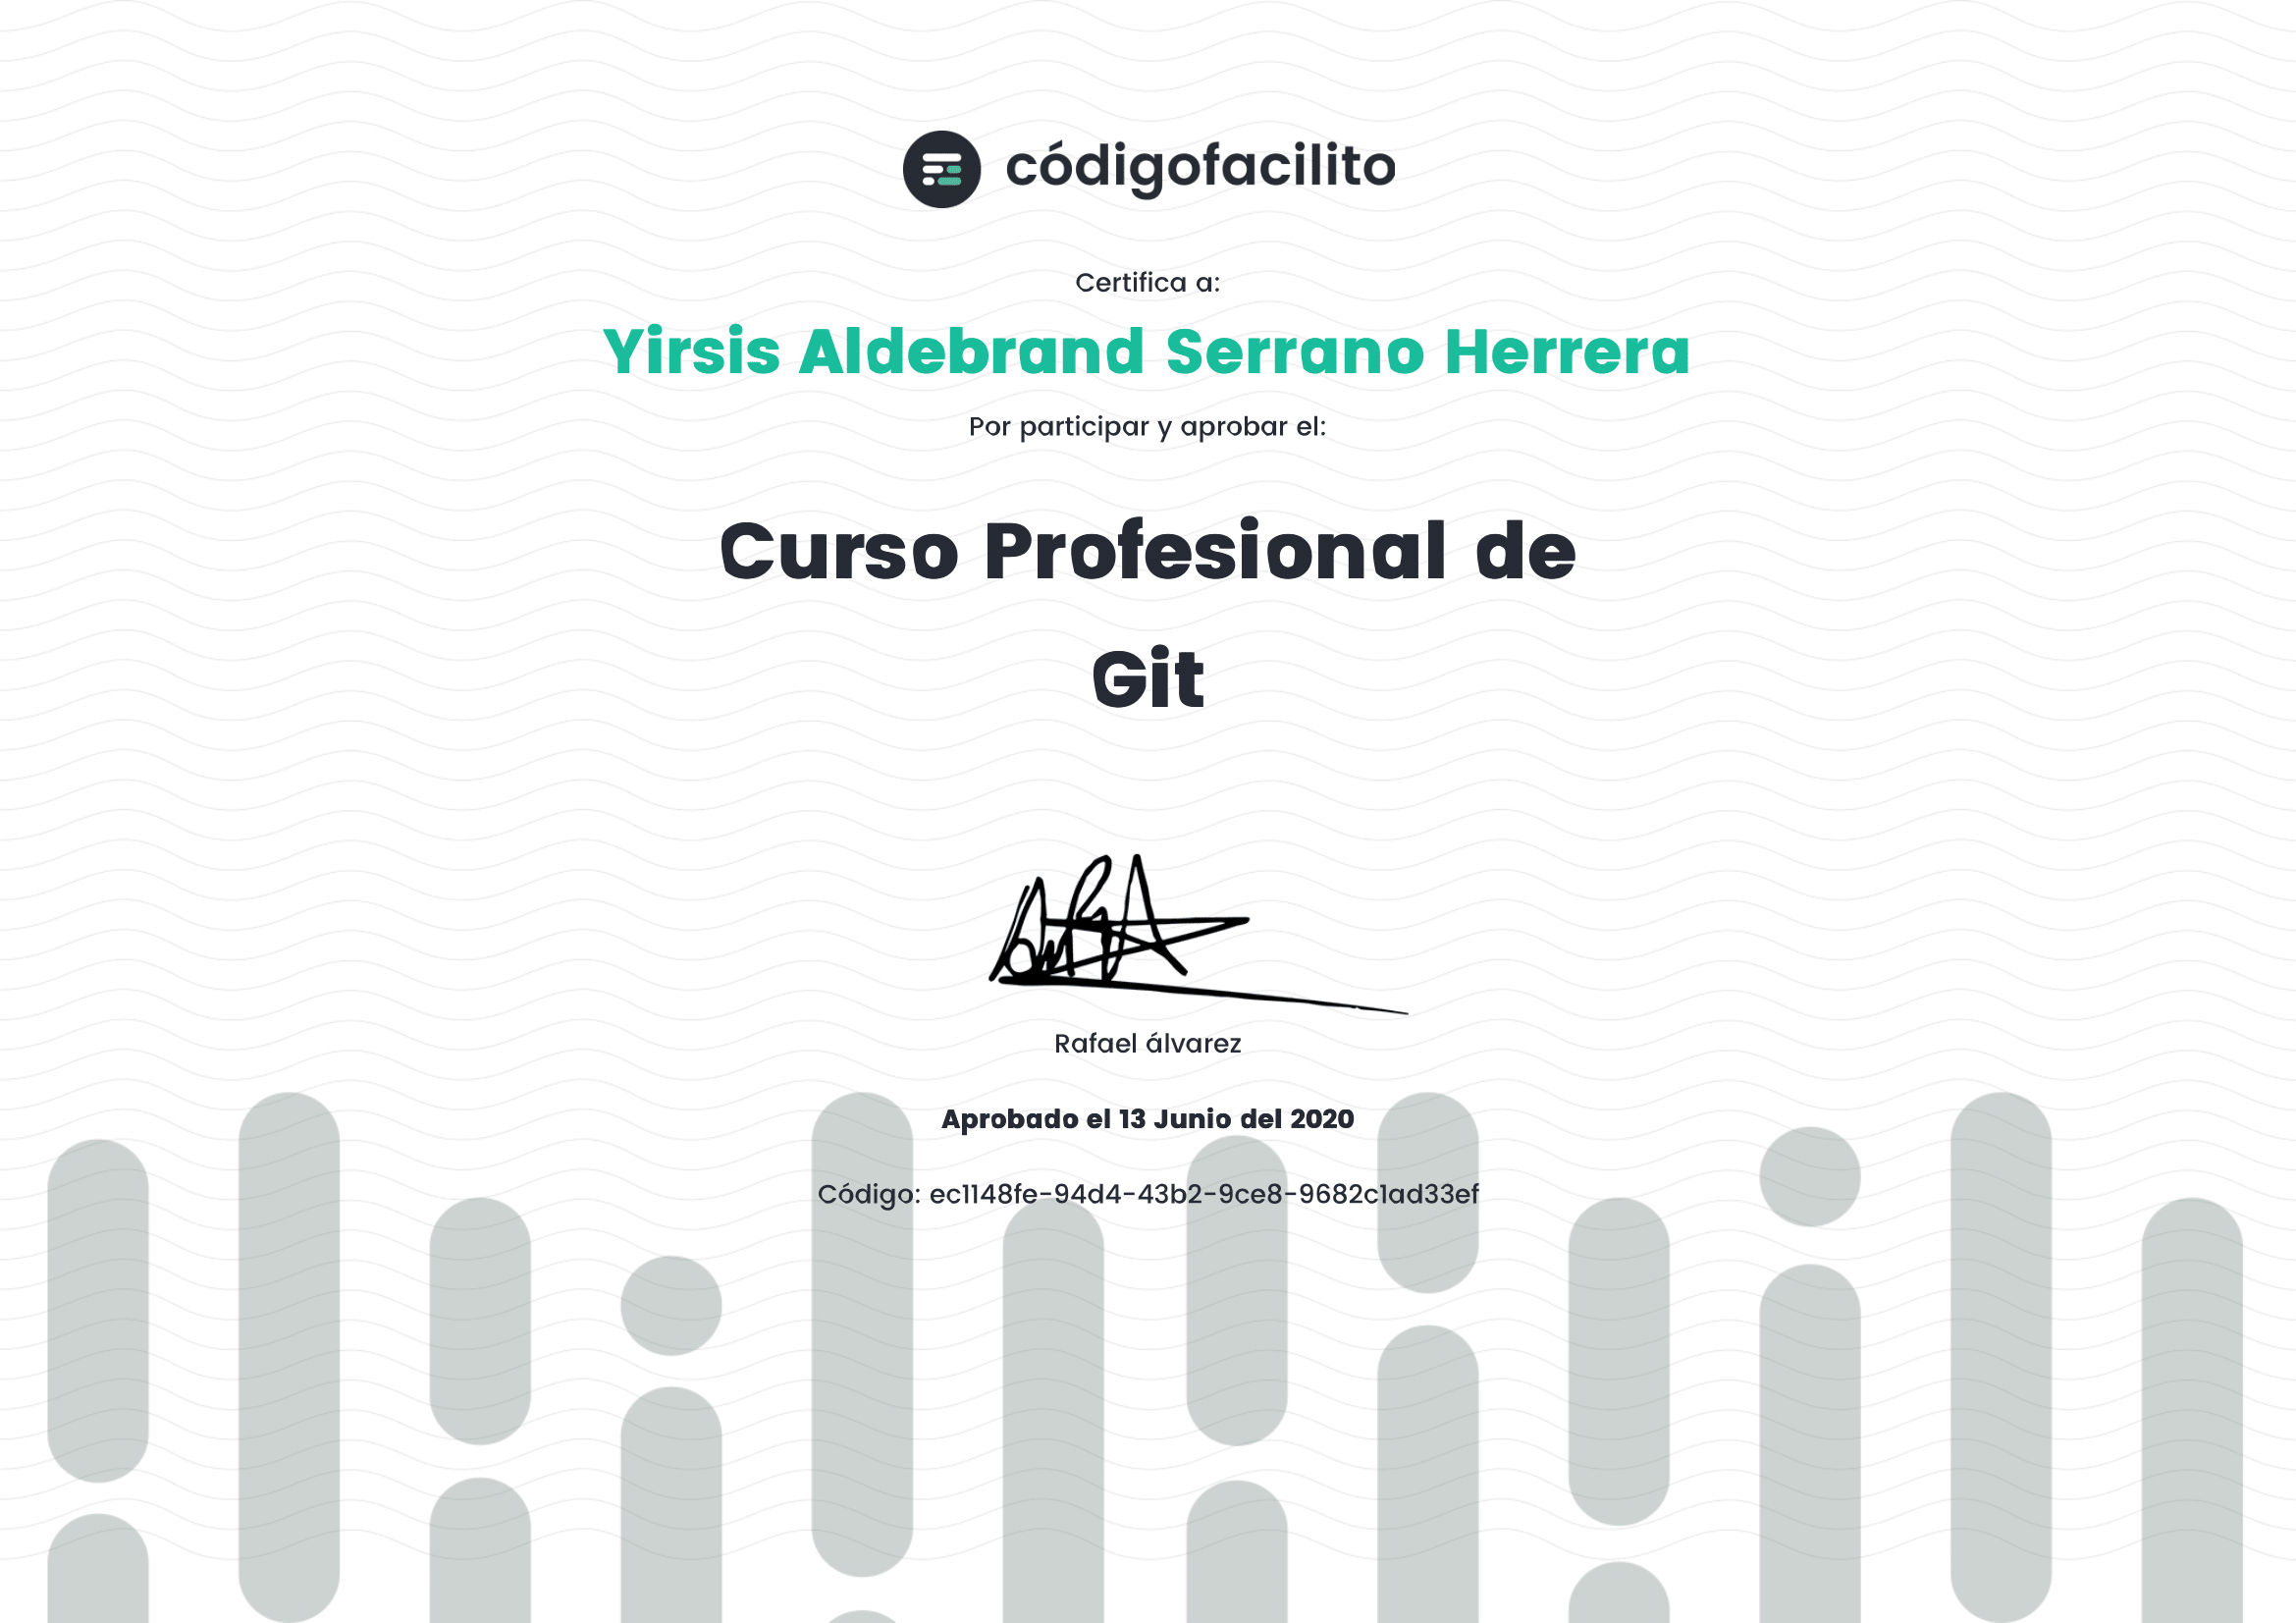 códigofacilito
Certifica a:
Yirsis Aldebrand Serrano Herrera
Por participar y aprobar el:
Curso Profesional de
Git
Rafael álvarez
Aprobado el 13 Junio del 2020
Código: ec1148fe-94d4-43b2-9ce8-9682c1ad33ef